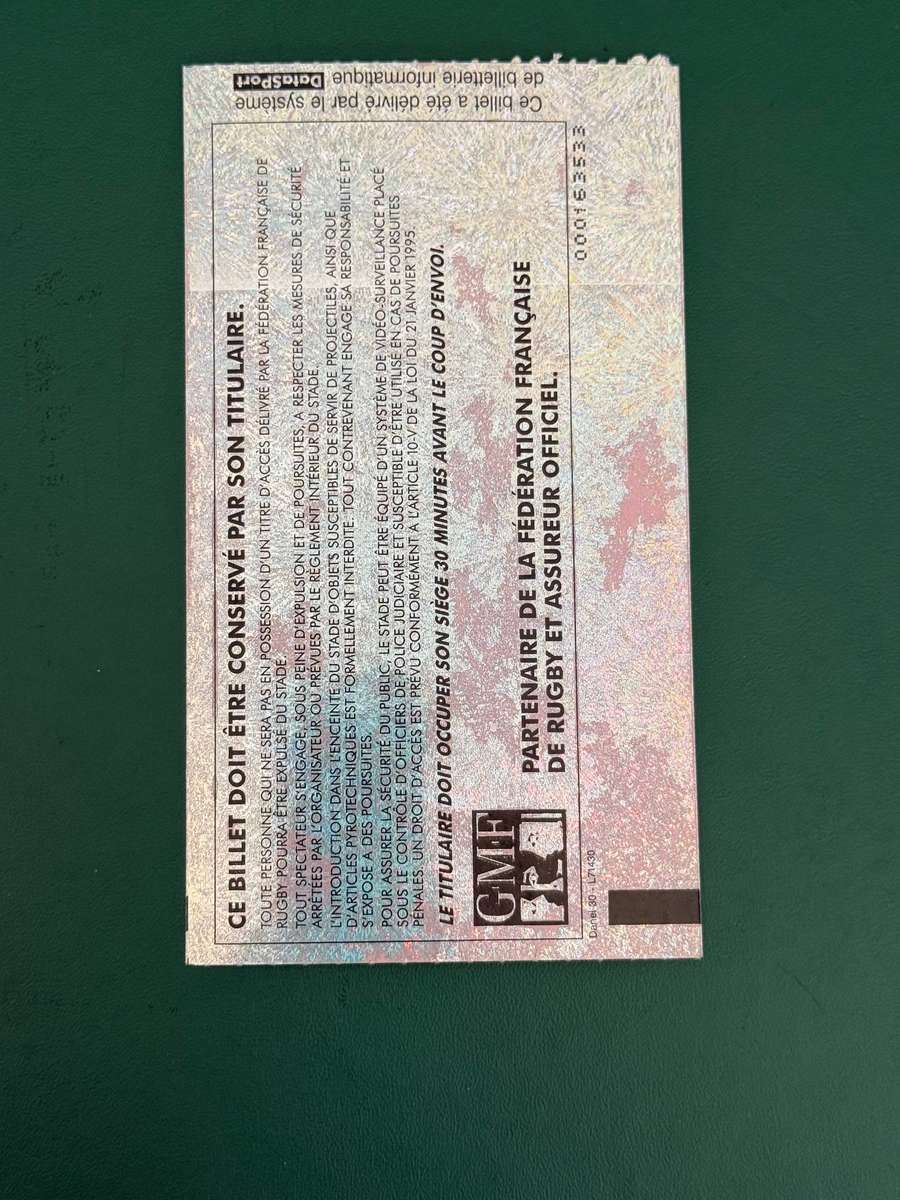 CE BILLET DOIT ÊTRE CONSERVÉ PAR SON TITULAIRE.
TOUTE PERSONNE QUI NE SERA PAS EN POSSESSION D'UN TITRE D'ACCÈS DÉLIVRÉ PAR LA FÉDÉRATION FRANÇAISE DE
RUGBY POURRA ÊTRE EXPULSÉ DU STADE.
TOUT SPECTATEUR S'ENGAGE, SOUS PEINE D'EXPULSION ET DE POURSUITES, A RESPECTER LES MESURES DE SÉCURITÉ
ARRÊTÉES PAR L'ORGANISATEUR OU PRÉVUES PAR LE RÈGLEMENT INTÉRIEUR DU STADE.
L'INTRODUCTION DANS L'ENCEINTE DU STADE D'OBJETS SUSCEPTIBLES DE SERVIR DE PROJECTILES, AINSI QUE
D'ARTICLES PYROTECHNIQUES EST FORMELLEMENT INTERDITE. TOUT CONTREVENANT ENGAGE SA RESPONSABILITÉ ET
S'EXPOSE A DES POURSUITES.
POUR ASSURER LA SÉCURITÉ DU PUBLIC, LE STADE PEUT ÊTRE ÉQUIPÉ D'UN SYSTÈME DE VIDÉO-SURVEILLANCE PLACÉ
SOUS LE CONTRÔLE D'OFFICIERS DE POLICE JUDICIAIRE ET SUSCEPTIBLE D'ÊTRE UTILISÉ EN CAS DE POURSUITES
PÉNALES. UN DROIT D'ACCÈS EST PRÉVU CONFORMÉMENT A L'ARTICLE 10-V DE LA LOI DU 21 JANVIER 1995.
LE TITULAIRE DOIT OCCUPER SON SIÈGE 30 MINUTES AVANT LE COUP D'ENVOI.
GMF
PARTENAIRE DE LA FÉDÉRATION FRANÇAISE
DE RUGBY ET ASSUREUR OFFICIEL.
000163533
Daniel 30 - L71430
Ce billet a été délivré par le système
de billetterie informatique DataSport